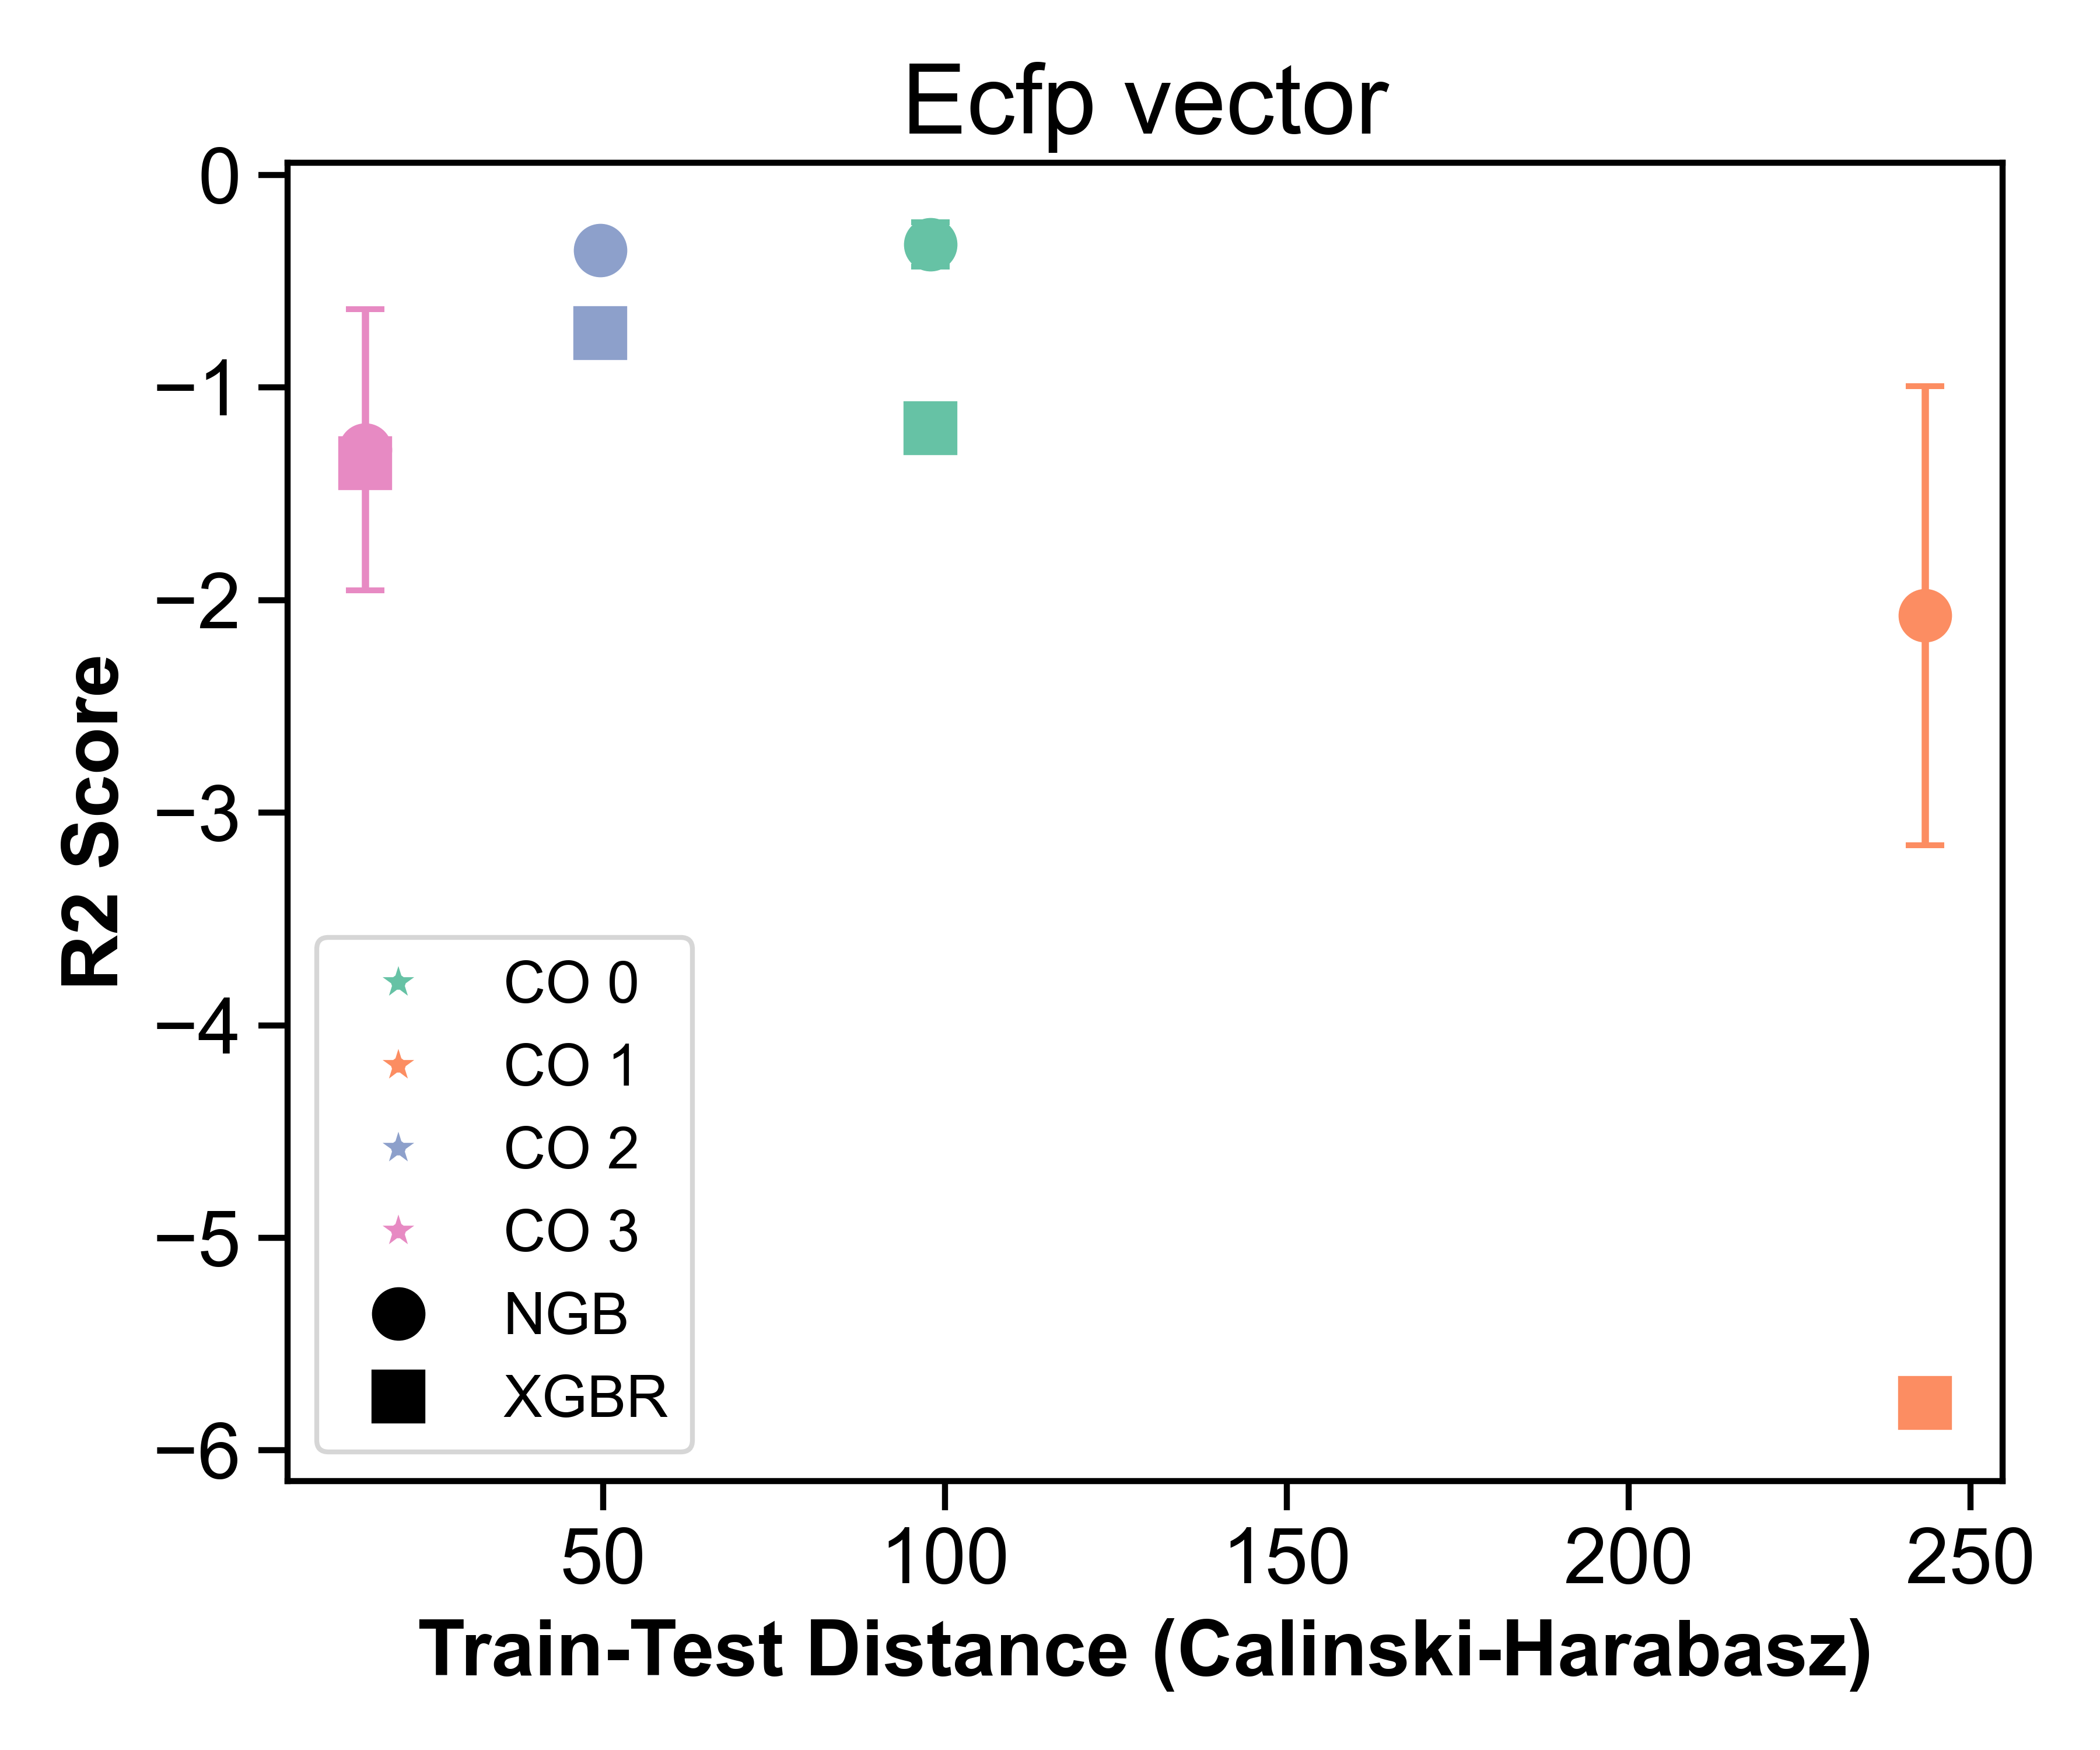 Ecfp vector
R2 Score
0
−1
−2
−3
−4
−5
−6
CO 0
CO 1
CO 2
CO 3
NGB
XGBR
50
100
150
200
250
Train-Test Distance (Calinski-Harabasz)